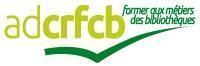 adcrfcb
former aux métiers
des bibliothèques